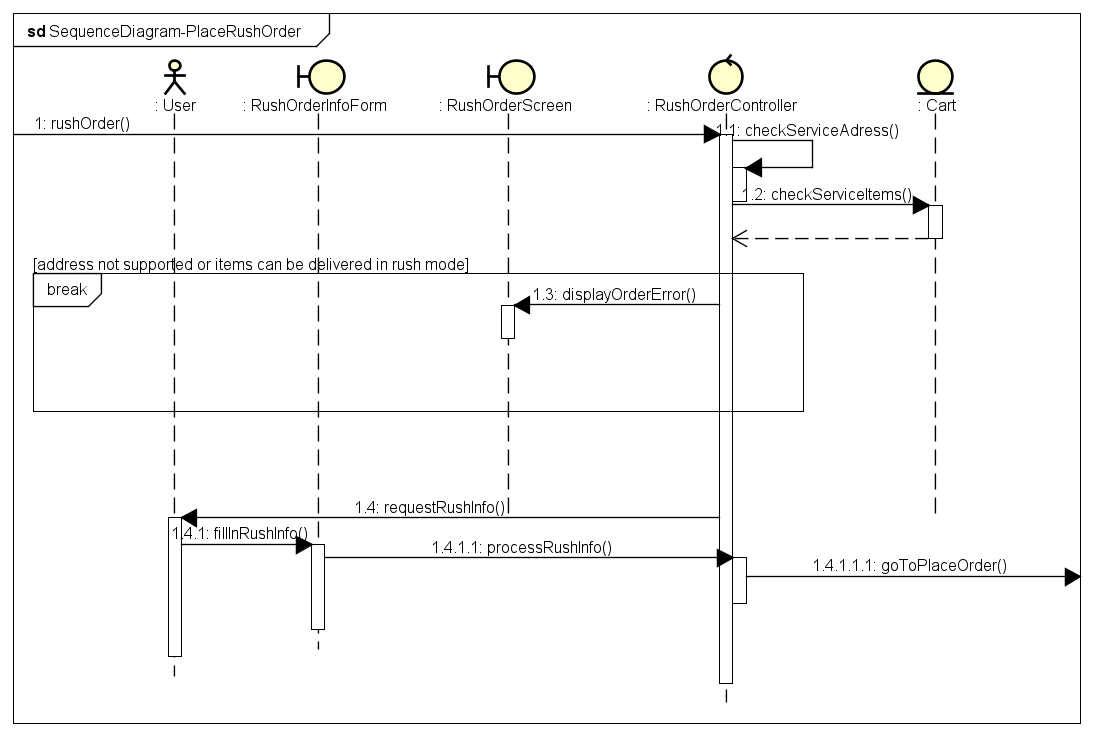 sd SequenceDiagram-PlaceRushOrder
: User
: RushOrderInfoForm
: RushOrderScreen
: RushOrderController
: Cart
1: rushOrder()
1.1: checkServiceAdress()
1.2: checkServiceItems()
[address not supported or items can be delivered in rush mode]
break
1.3: displayOrderError()
1.4: requestRushInfo()
1.4.1: fillInRushInfo()
1.4.1.1: processRushInfo()
1.4.1.1.1: goToPlaceOrder()